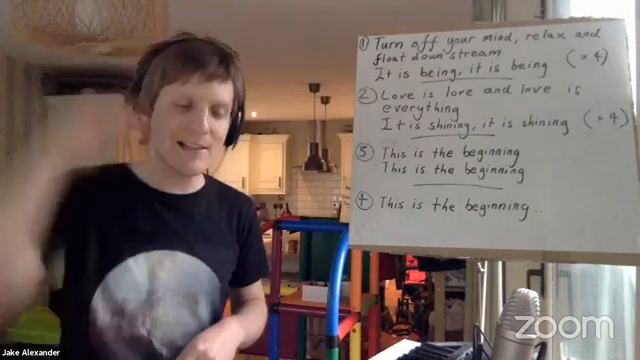 ① Turn off your mind, relax and
float down stream
It is being, it is being (×4)
② Love is love and love is
everything
It is shining, it is shining (×4)
③ This is the beginning
This is the beginning
④ This is the beginning...
Jake Alexander
zoom